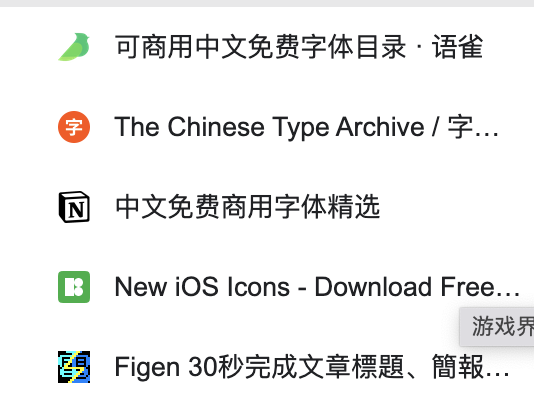 可商用中文免费字体目录 · 语雀
字 The Chinese Type Archive / 字…
N 中文免费商用字体精选
New iOS Icons - Download Free…
游戏界
Figen 30秒完成文章標題、簡報…